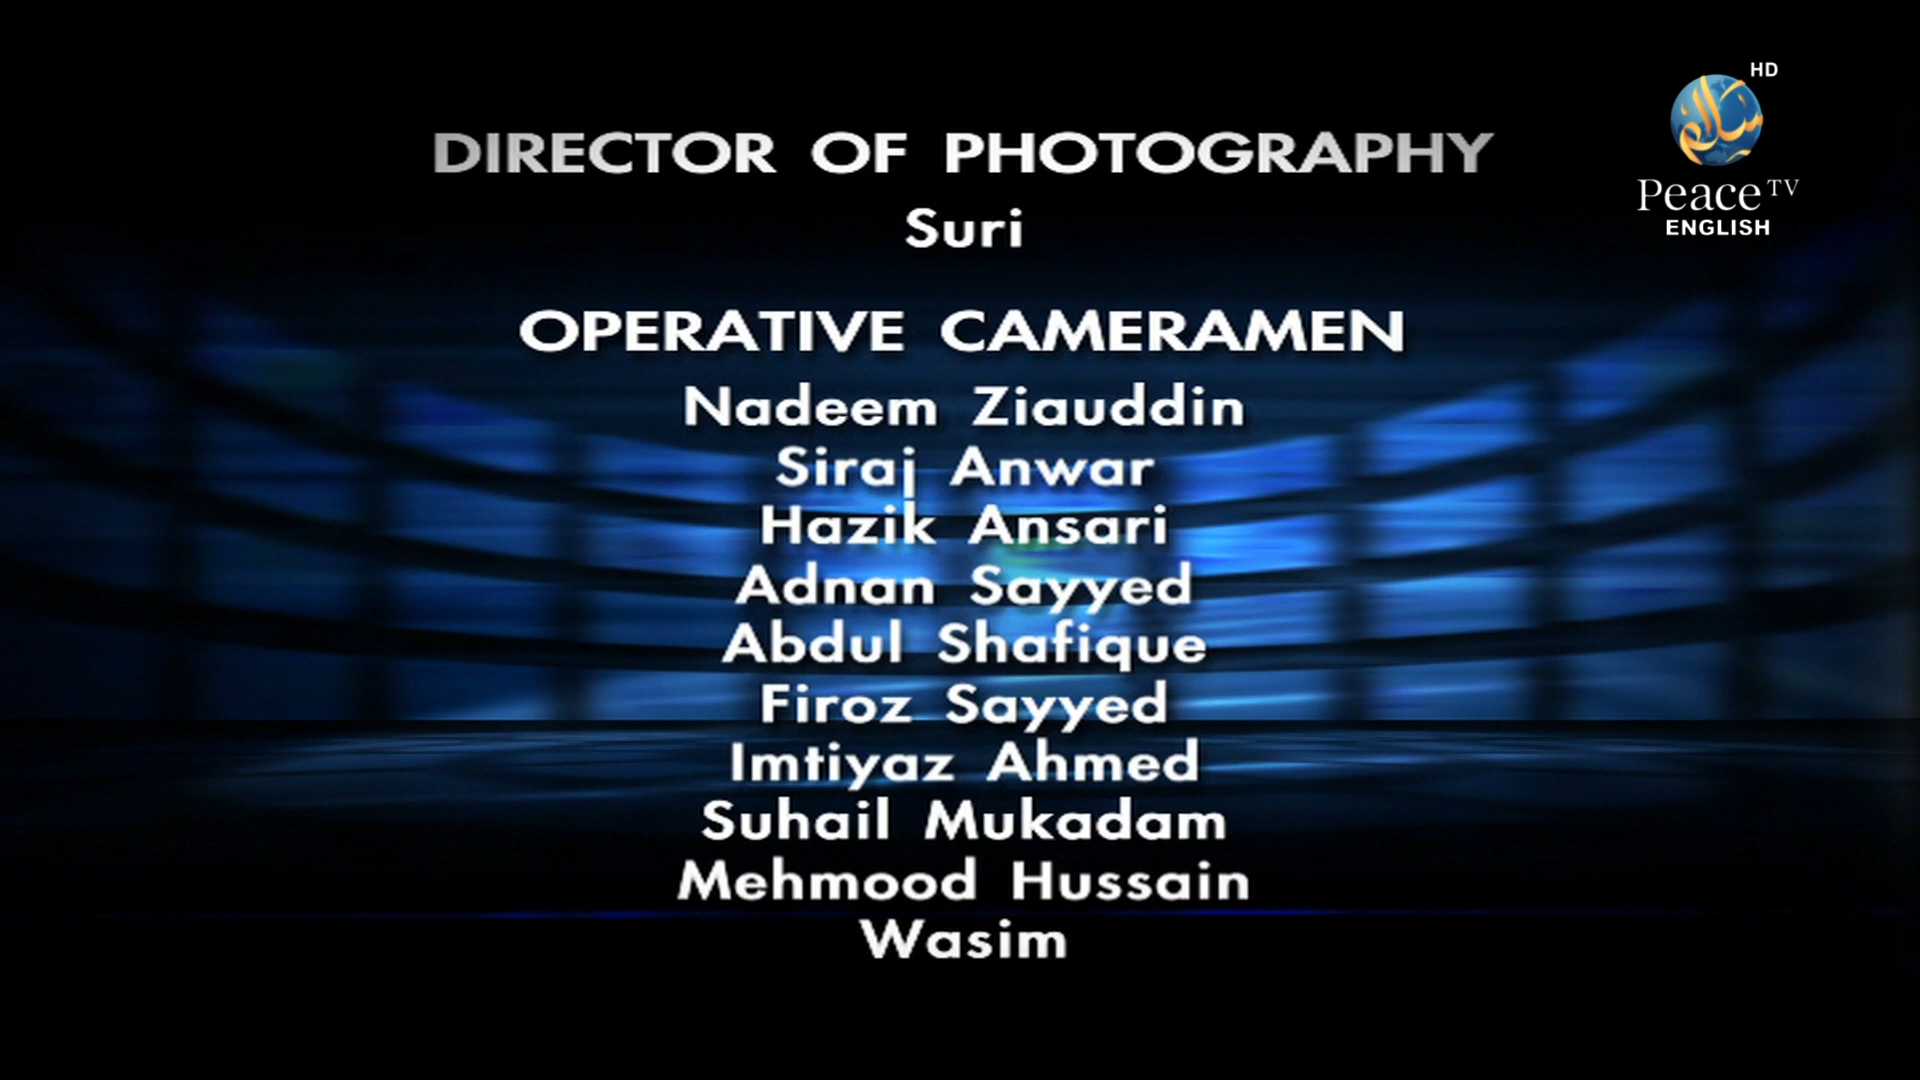 DIRECTOR OF PHOTOGRAPHY
Suri
OPERATIVE CAMERAMEN
Nadeem Ziauddin
Siraj Anwar
Hazik Ansari
Adnan Sayyed
Abdul Shafique
Firoz Sayyed
Imtiyaz Ahmed
Suhail Mukadam
Mehmood Hussain
Wasim
HD
سلام
Peace TV
ENGLISH